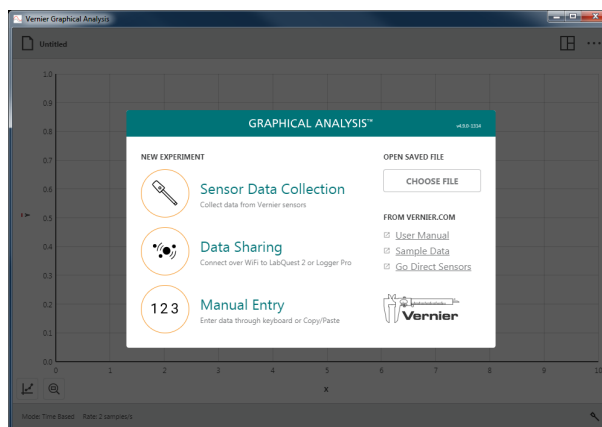 Vernier Graphical Analysis
Untitled
1.0
0.9
0.8
0.7
0.6
0.5
0.4
0.3
0.2
0.1
0.0
Y
0
1
2
3
4
5
6
7
8
9
10
X
GRAPHICAL ANALYSIS™
v4.9.0-1334
NEW EXPERIMENT
Sensor Data Collection
Collect data from Vernier sensors
Data Sharing
Connect over WiFi to LabQuest 2 or Logger Pro
123
Manual Entry
Enter data through keyboard or Copy/Paste
OPEN SAVED FILE
CHOOSE FILE
FROM VERNIER.COM
User Manual
Sample Data
Go Direct Sensors
Vernier
Mode: Time Based Rate: 2 samples/s